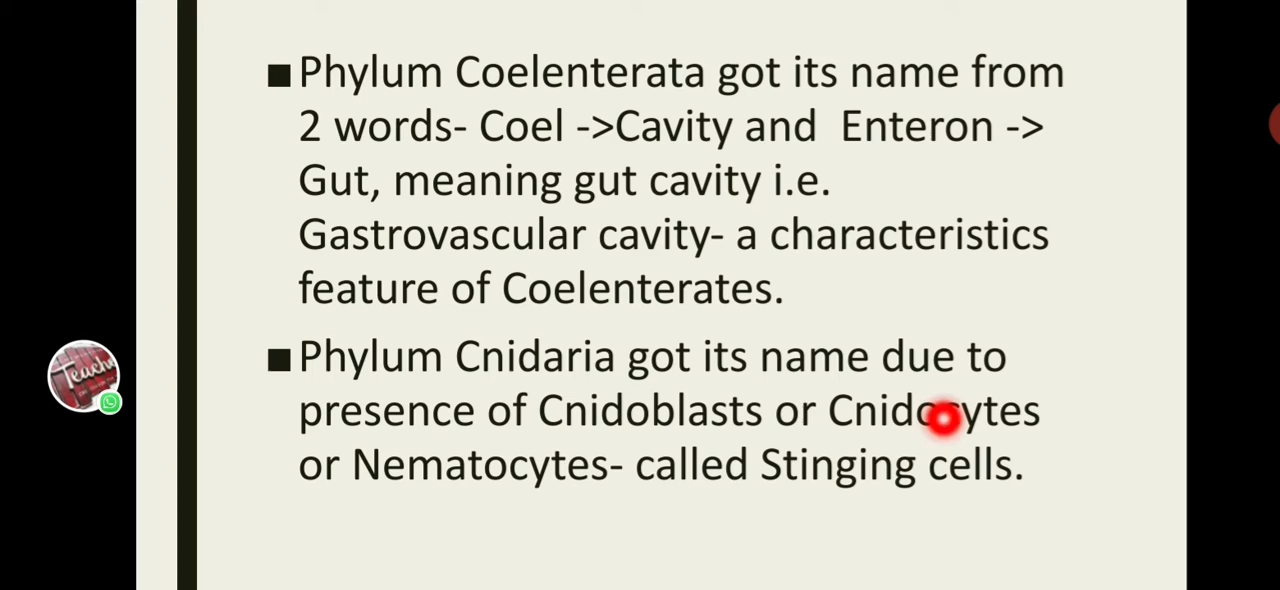 ■Phylum Coelenterata got its name from
2 words- Coel ->Cavity and Enteron ->
Gut, meaning gut cavity i.e.
Gastrovascular cavity- a characteristics
feature of Coelenterates.
■Phylum Cnidaria got its name due to
presence of Cnidoblasts or Cnidocytes
or Nematocytes- called Stinging cells.